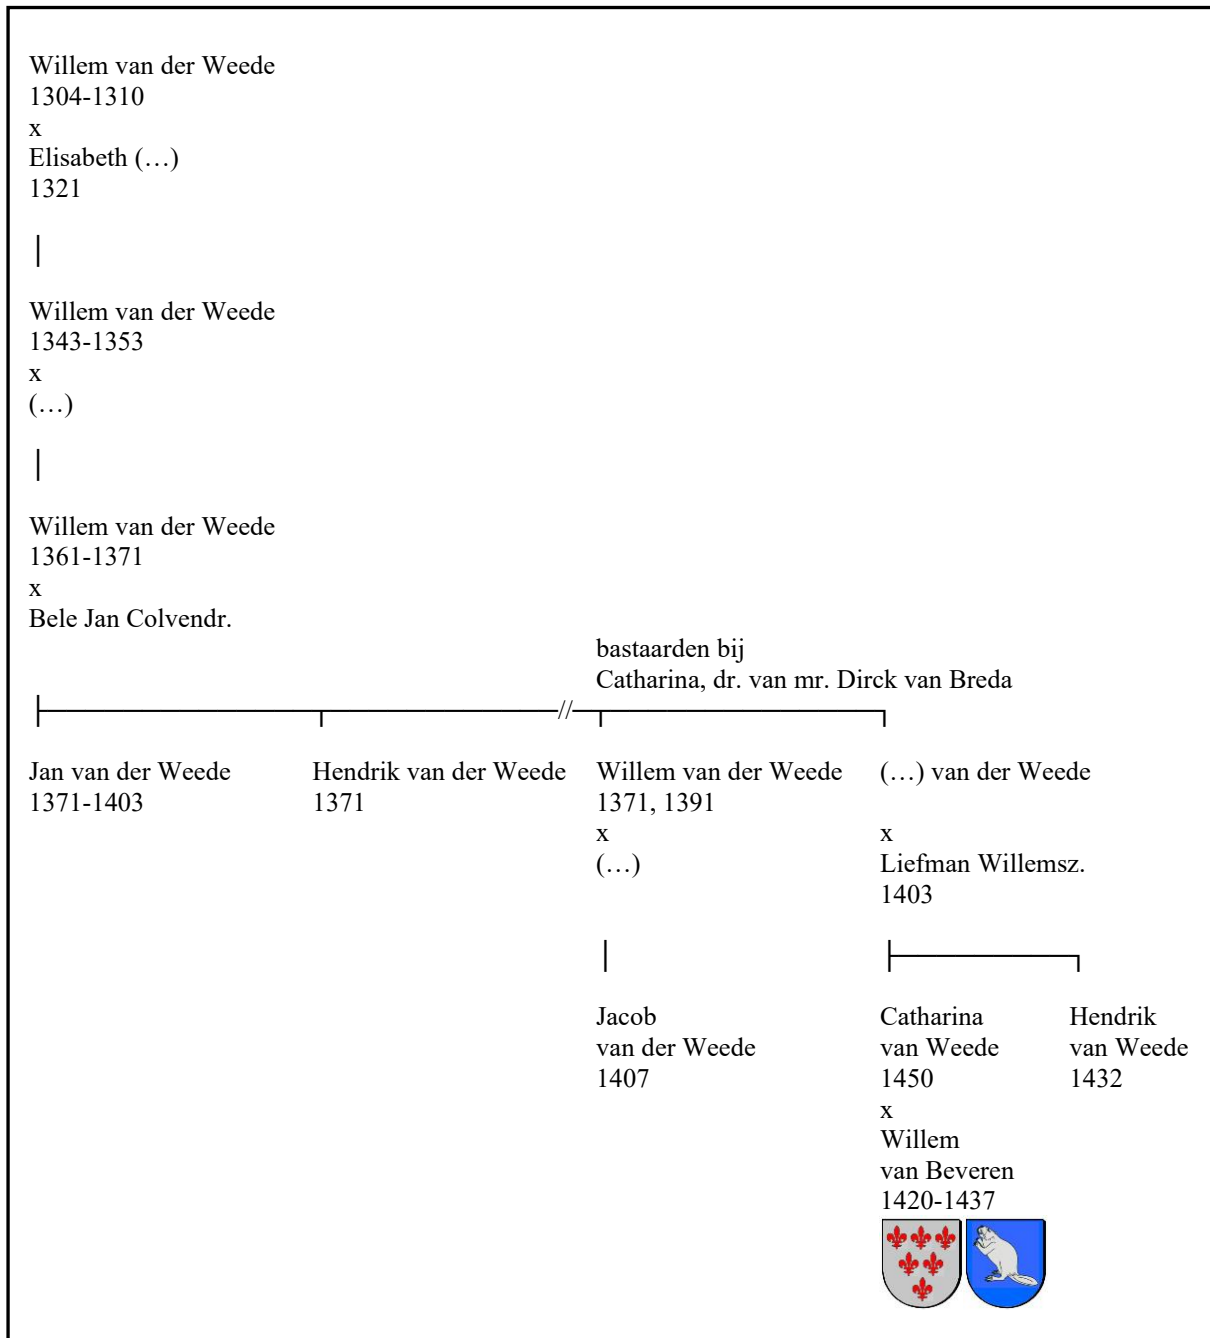 Willem van der Weede
1304-1310
x
Elisabeth (…)
1321
Willem van der Weede
1343-1353
x
(…)
Willem van der Weede
1361-1371
x
Bele Jan Colvendr.
bastaarden bij
Catharina, dr. van mr. Dirck van Breda
//
Jan van der Weede
1371-1403
Hendrik van der Weede
1371
Willem van der Weede
1371, 1391
x
(…)
(…) van der Weede
x
Liefman Willemsz.
1403
Jacob
van der Weede
1407
Catharina
van Weede
1450
x
Willem
van Beveren
1420-1437
Hendrik
van Weede
1432